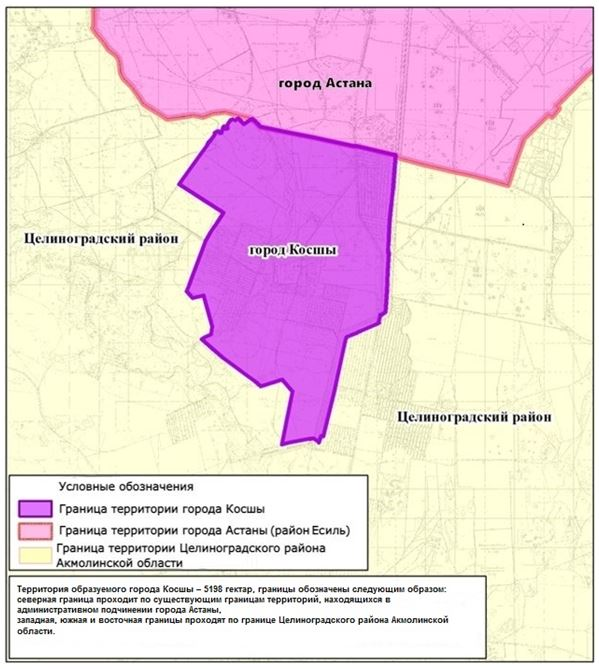 город Астана
Целиноградский район
город Косшы
Целиноградский район
Условные обозначения
Граница территории города Косшы
Граница территории города Астаны (район Есиль)
Граница территории Целиноградского района
Акмолинской области
Территория образуемого города Косшы – 5198 гектар, границы обозначены следующим образом:
северная граница проходит по существующим границам территорий, находящихся в
административном подчинении города Астаны,
западная, южная и восточная границы проходят по границе Целиноградского района Акмолинской
области.